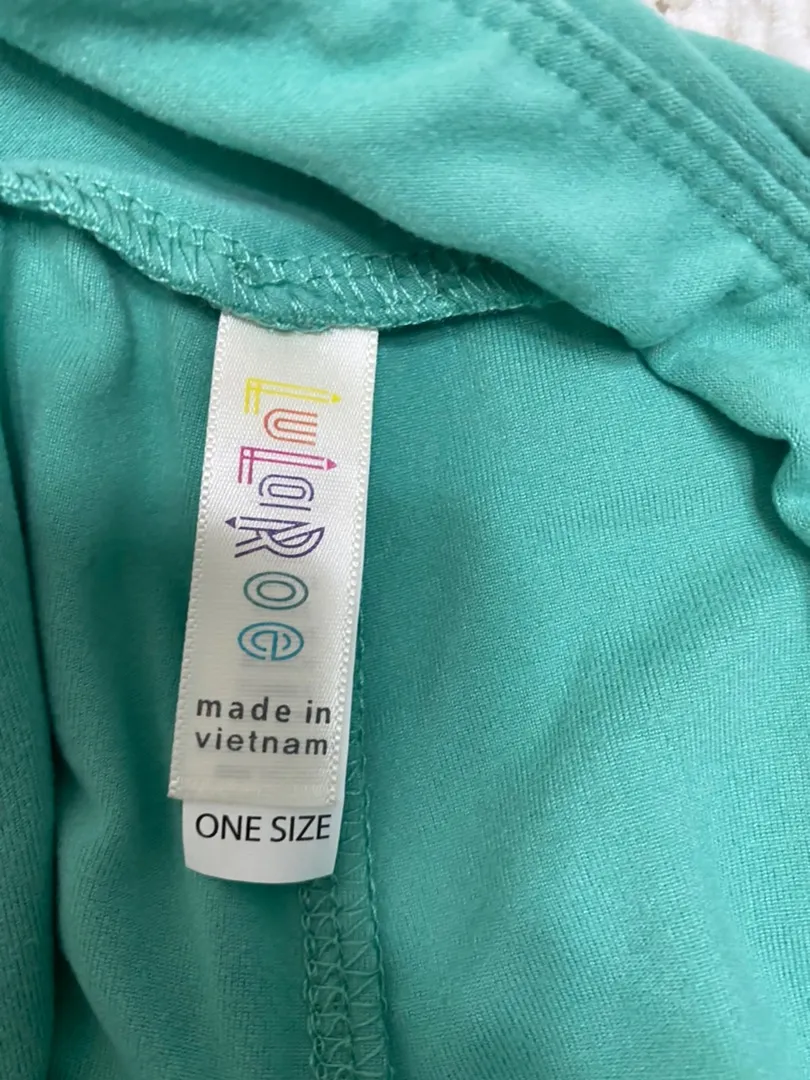 LuLaRoe
made in
vietnam
ONE SIZE